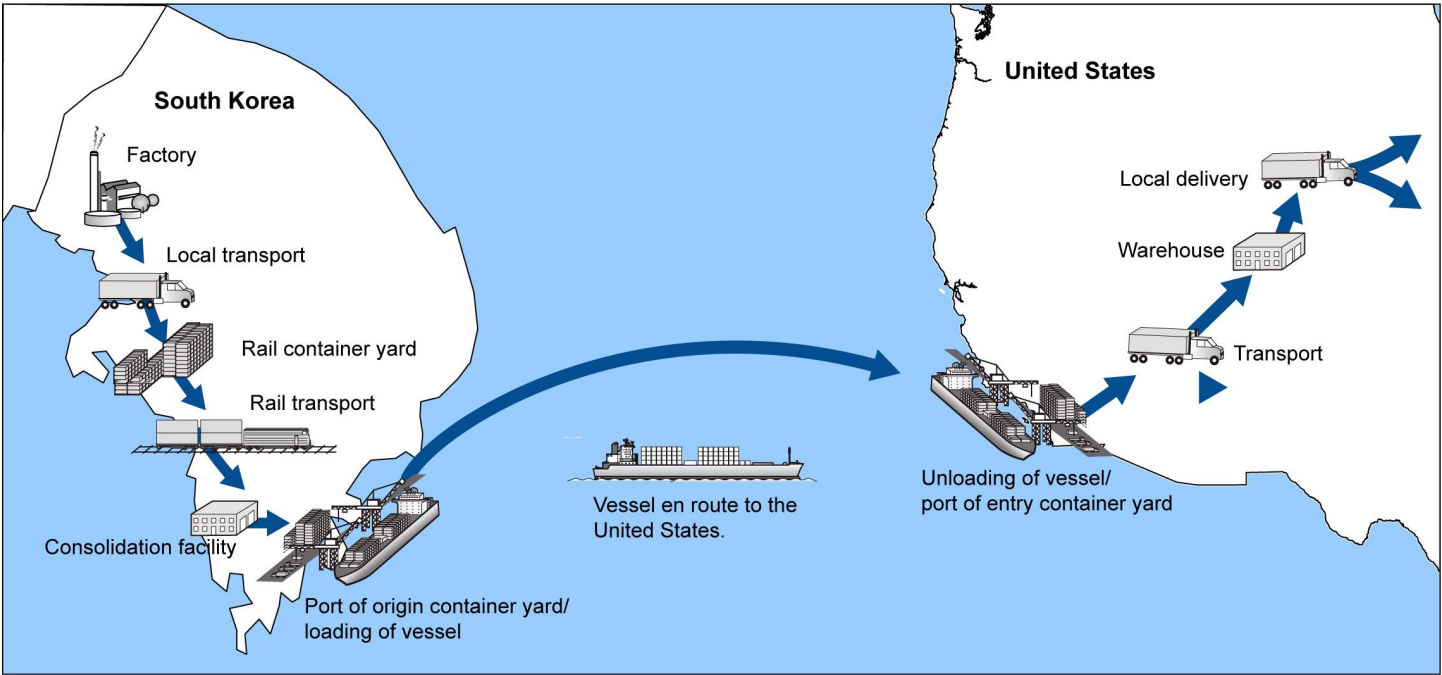 South Korea
Factory
Local transport
Rail container yard
Rail transport
Consolidation facility
Port of origin container yard/
loading of vessel
Vessel en route to the
United States.
United States
Unloading of vessel/
port of entry container yard
Transport
Warehouse
Local delivery